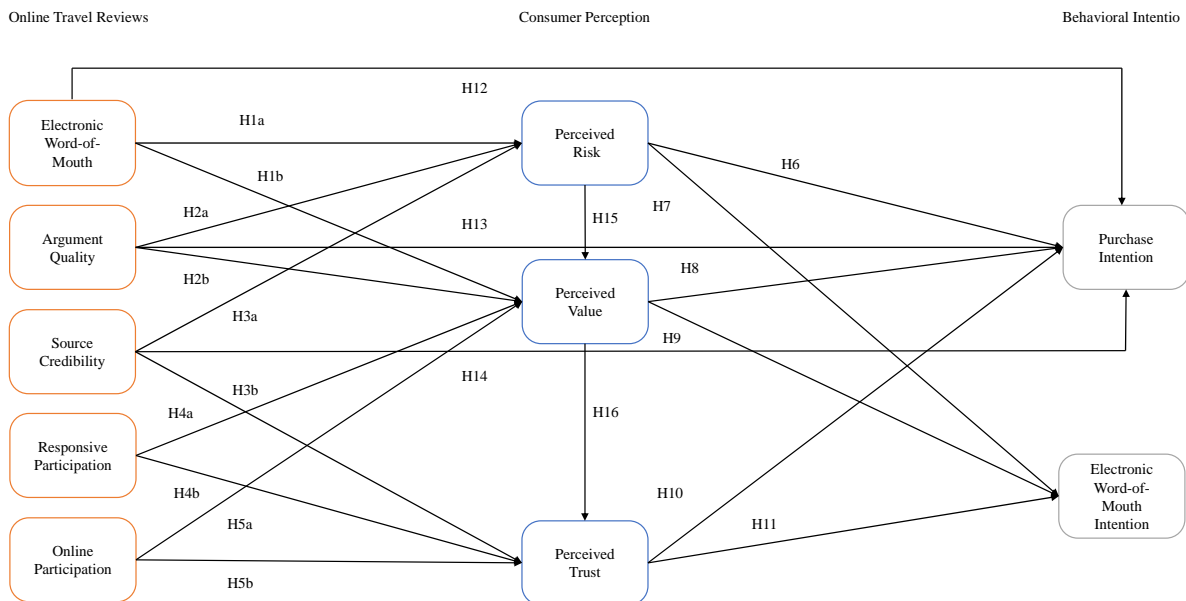 Online Travel Reviews
Consumer Perception
Behavioral Intentio
H12
Electronic
Word-of-
Mouth
H1a
Perceived
Risk
H1b
H6
H2a
H7
Argument
Quality
H13
H15
Purchase
Intention
H2b
H8
Perceived
Value
H3a
Source
Credibility
H9
H14
H3b
H4a
H16
Responsive
Participation
H4b
H10
Electronic
Word-of-
Mouth
Intention
H5a
H11
Online
Participation
Perceived
Trust
H5b